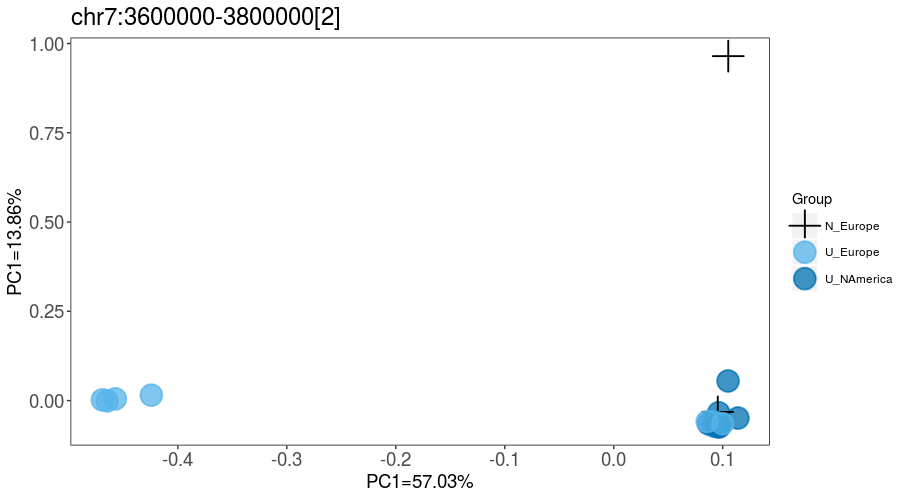 chr7:3600000-3800000[2]
1.00
0.75
0.50
0.25
0.00
PC1=13.86%
-0.4 -0.3 -0.2 -0.1 0.0 0.1
PC1=57.03%
Group
N_Europe
U_Europe
U_NAmerica